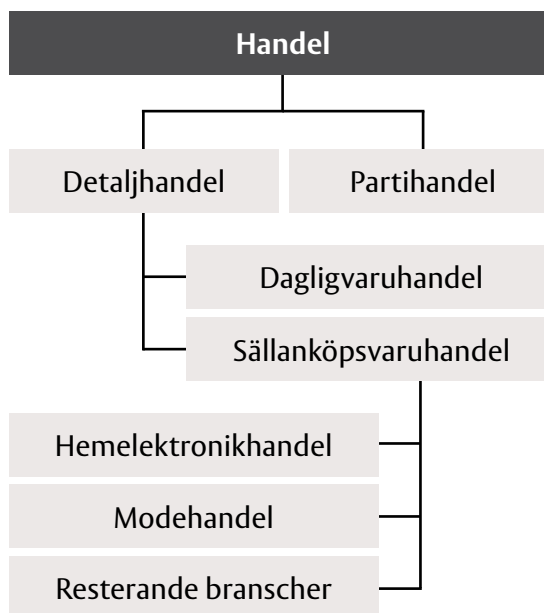 Handel
Detaljhandel
Partihandel
Dagligvaruhandel
Sällanköpsvaruhandel
Hemelektronikhandel
Modehandel
Resterande branscher